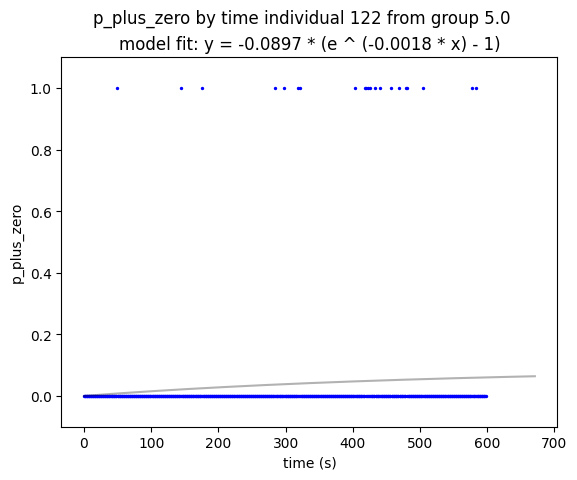 p_plus_zero by time individual 122 from group 5.0
model fit: y = -0.0897 * (e ^ (-0.0018 * x) - 1)
1.0
0.8
0.6
0.4
0.2
0.0
p_plus_zero
0 100 200 300 400 500 600 700
time (s)